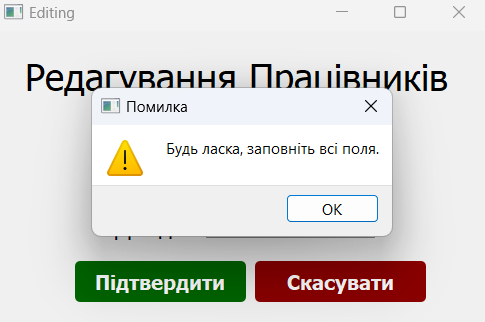 Editing
Редагування Працівників
Помилка
Будь ласка, заповніть всі поля.
OK
Підтвердити
Скасувати